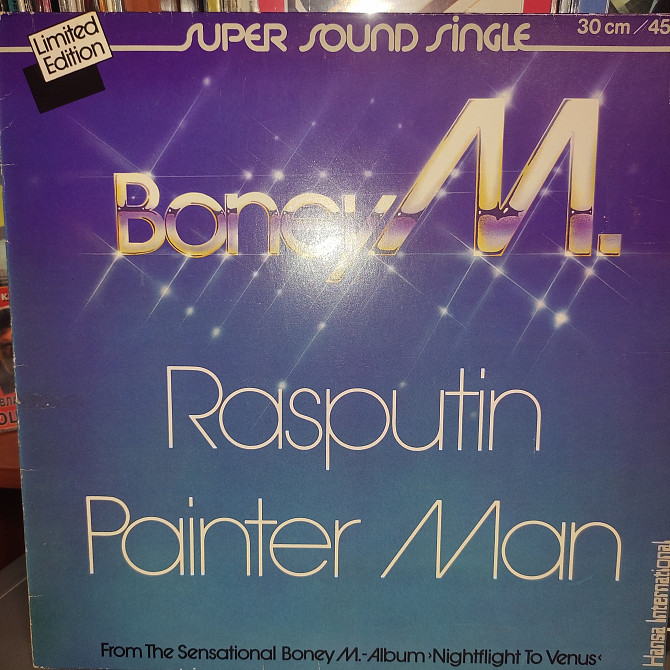 Limited
Edition
SUPER SOUND SINGLE
30 cm / 45
Boney M.
Rasputin
Painter Man
Hansa International
From The Sensational Boney M.-Album ›Nightflight To Venus‹